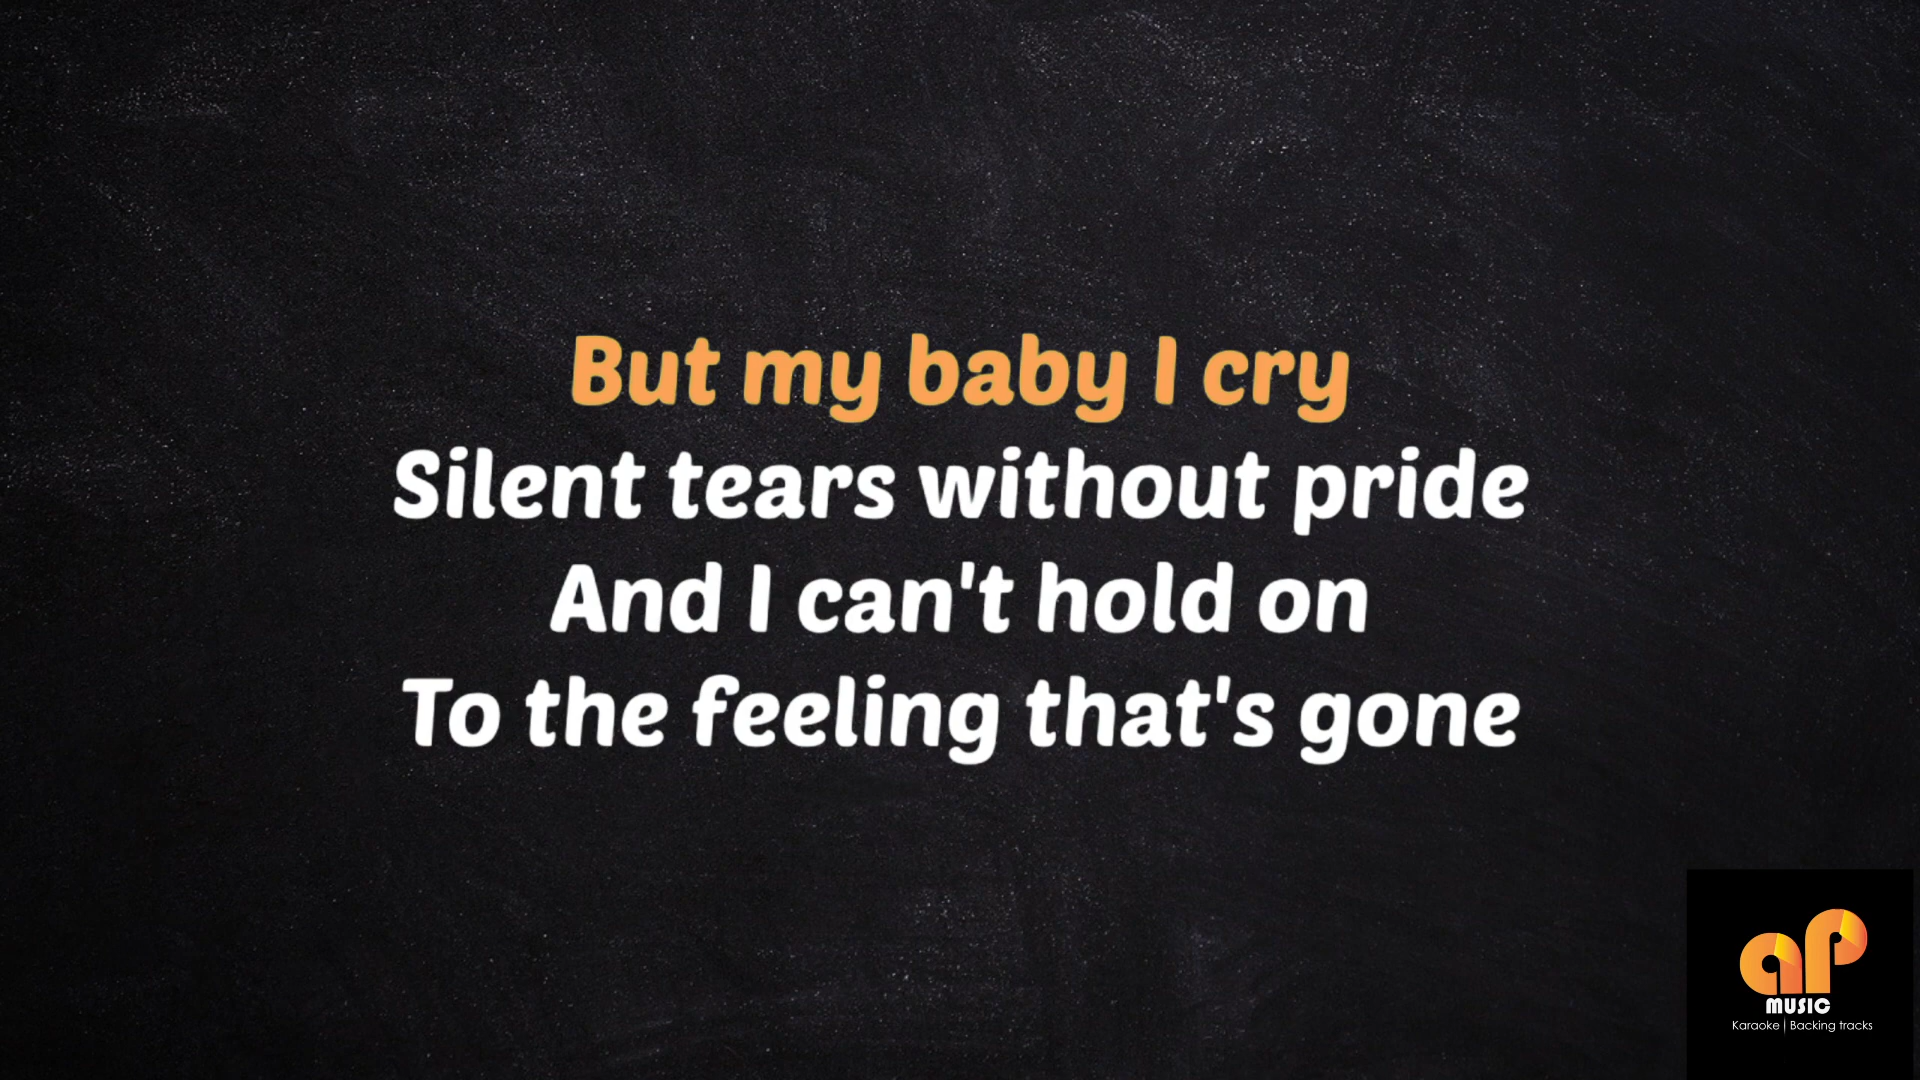 But my baby I cry
Silent tears without pride
And I can't hold on
To the feeling that's gone
aP
MUSIC
Karaoke | Backing tracks